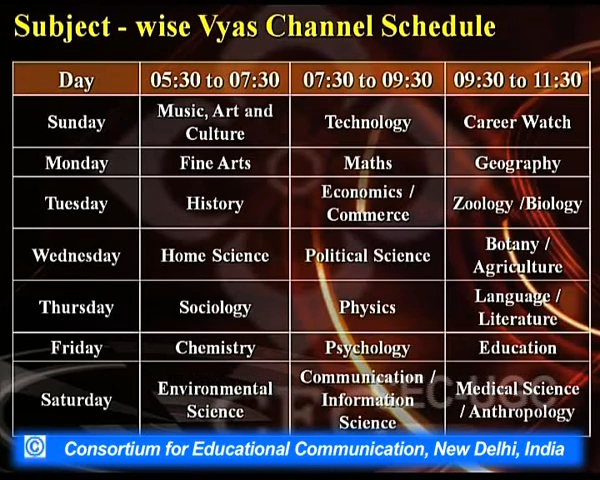 Subject - wise Vyas Channel Schedule
Day 05:30 to 07:30 07:30 to 09:30 09:30 to 11:30
Sunday Music, Art and Culture Technology Career Watch
Monday Fine Arts Maths Geography
Tuesday History Economics / Commerce Zoology /Biology
Wednesday Home Science Political Science Botany / Agriculture
Thursday Sociology Physics Language / Literature
Friday Chemistry Psychology Education
Saturday Environmental Science Communication / Information Science Medical Science / Anthropology
CEC-UGC
© Consortium for Educational Communication, New Delhi, India